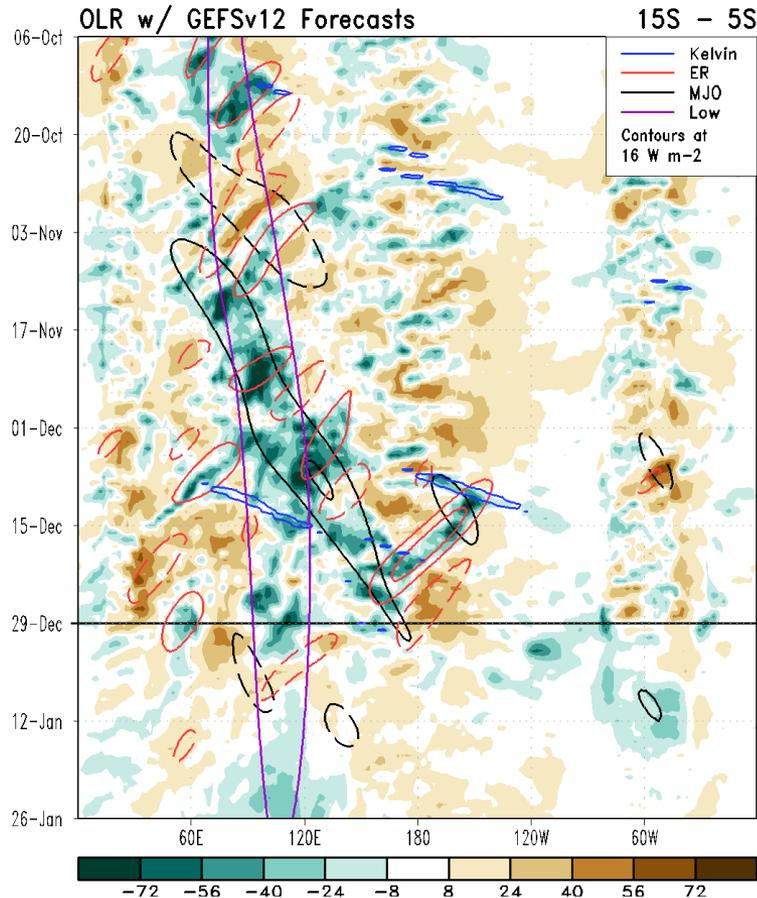 OLR w/ GEFSv12 Forecasts 15S - 5S
06-Oct
20-Oct
03-Nov
17-Nov
01-Dec
15-Dec
29-Dec
12-Jan
26-Jan
Kelvin
ER
MJO
Low
Contours at
16 W m-2
60E 120E 180 120W 60W
-72 -56 -40 -24 -8 8 24 40 56 72